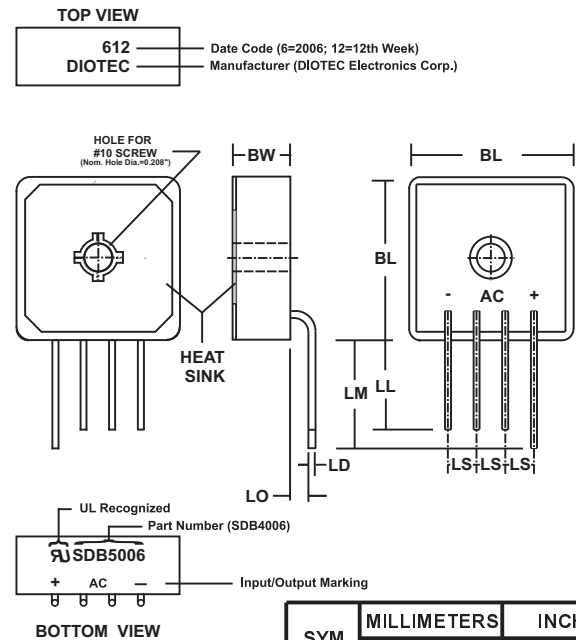 TOP VIEW
612
DIOTEC
Date Code (6=2006; 12=12th Week)
Manufacturer (DIOTEC Electronics Corp.)
HOLE FOR
#10 SCREW
(Nom. Hole Dia.=0.208")
BW
BL
BL
- AC +
HEAT
SINK
LM
LL
LS LS LS
LD
LO
UL Recognized
Part Number (SDB4006)
SDB5006
+ AC –
Input/Output Marking
BOTTOM VIEW
SYM
MILLIMETERS